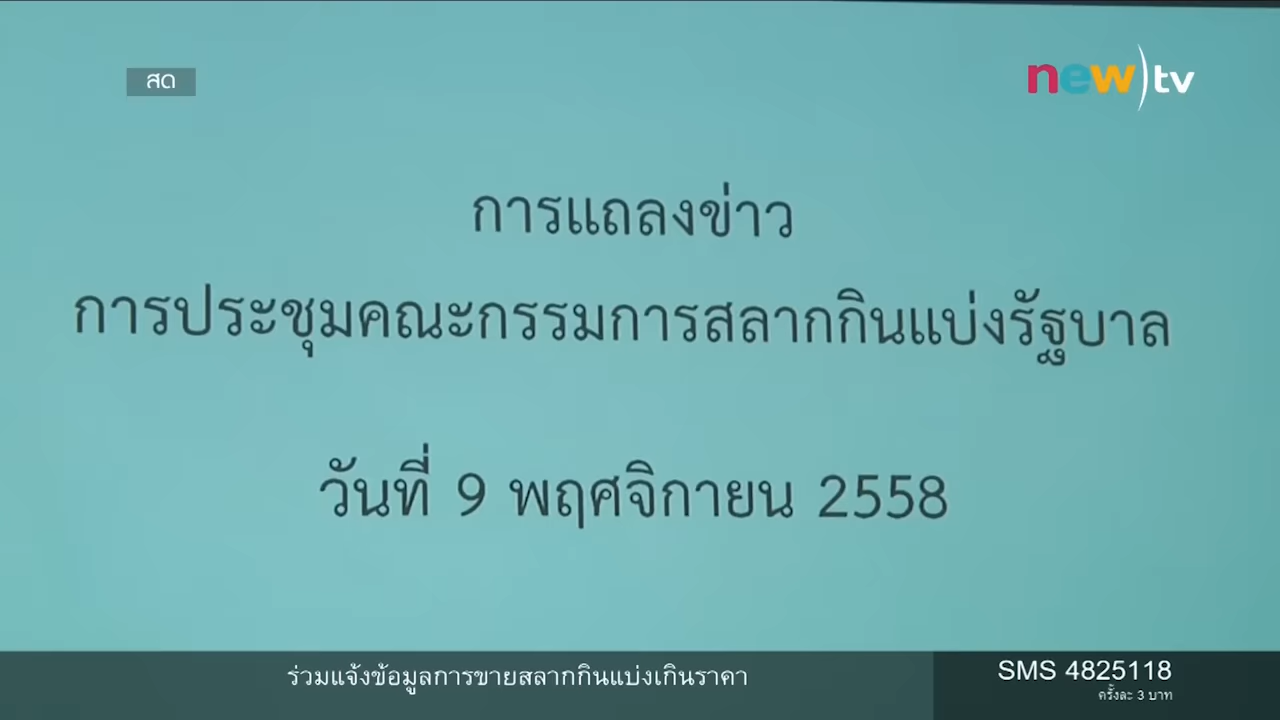 สด
new)tv
การแถลงข่าว
การประชุมคณะกรรมการสลากกินแบ่งรัฐบาล
วันที่ 9 พฤศจิกายน 2558
ร่วมแจ้งข้อมูลการขายสลากกินแบ่งเกินราคา
SMS 4825118
ครั้งละ 3 บาท